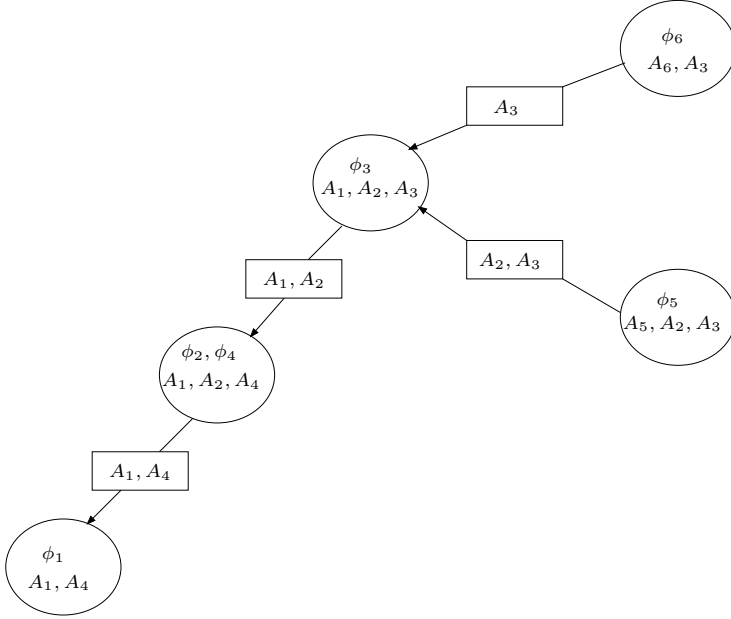 ϕ₆
A₆, A₃
A₃
ϕ₃
A₁, A₂, A₃
A₂, A₃
A₁, A₂
ϕ₅
A₅, A₂, A₃
ϕ₂, ϕ₄
A₁, A₂, A₄
A₁, A₄
ϕ₁
A₁, A₄